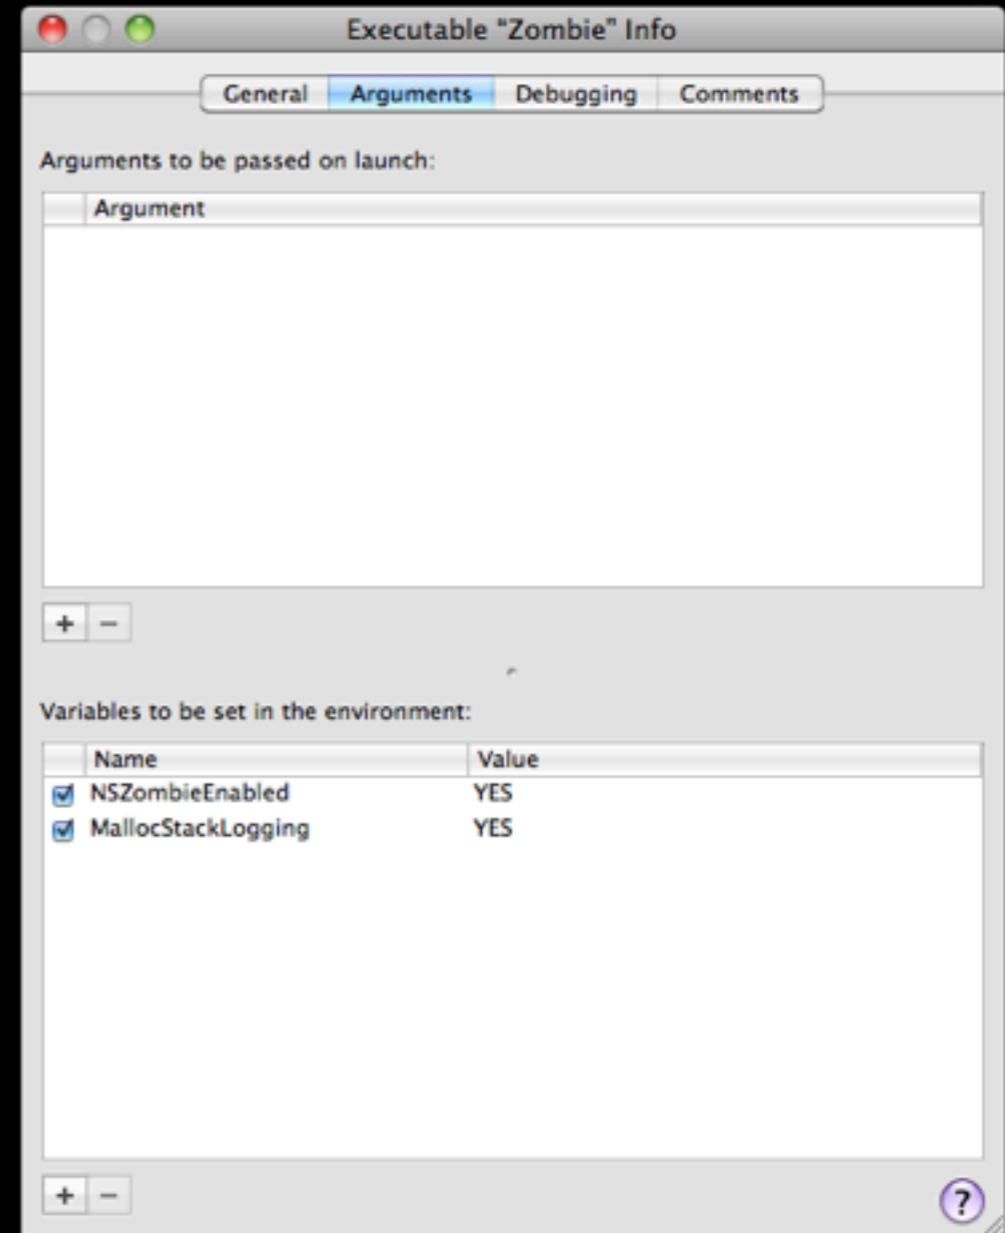 Executable “Zombie” Info
General Arguments Debugging Comments
Arguments to be passed on launch:
Argument
+ −
Variables to be set in the environment:
Name Value
NSZombieEnabled YES
MallocStackLogging YES
+ −
?